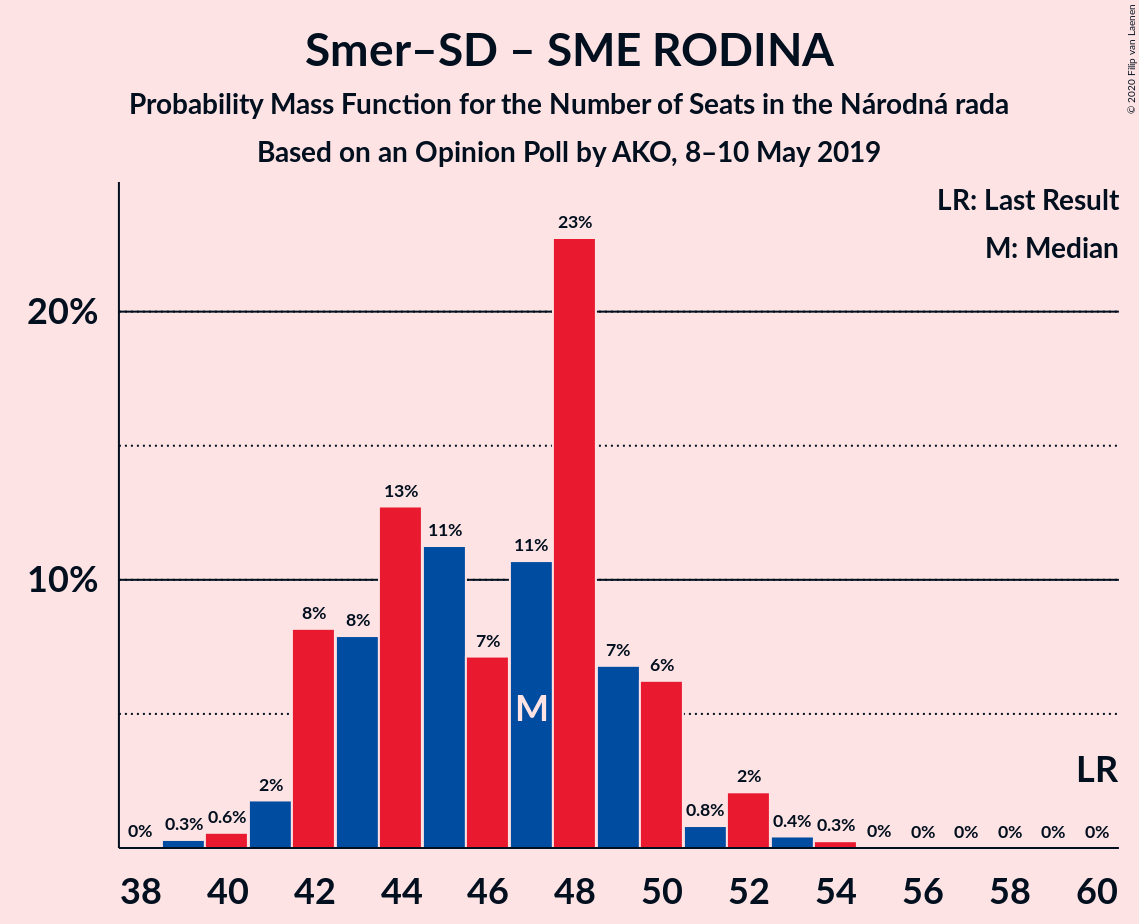 Smer–SD – SME RODINA
Probability Mass Function for the Number of Seats in the Národná rada
Based on an Opinion Poll by AKO, 8–10 May 2019
© 2020 Filip van Laenen
LR: Last Result
M: Median
20%
10%
0%
0.3%
0.6%
2%
8%
8%
13%
11%
7%
11%
23%
7%
6%
0.8%
2%
0.4%
0.3%
0%
0%
0%
0%
0%
0%
M
LR
38 40 42 44 46 48 50 52 54 56 58 60